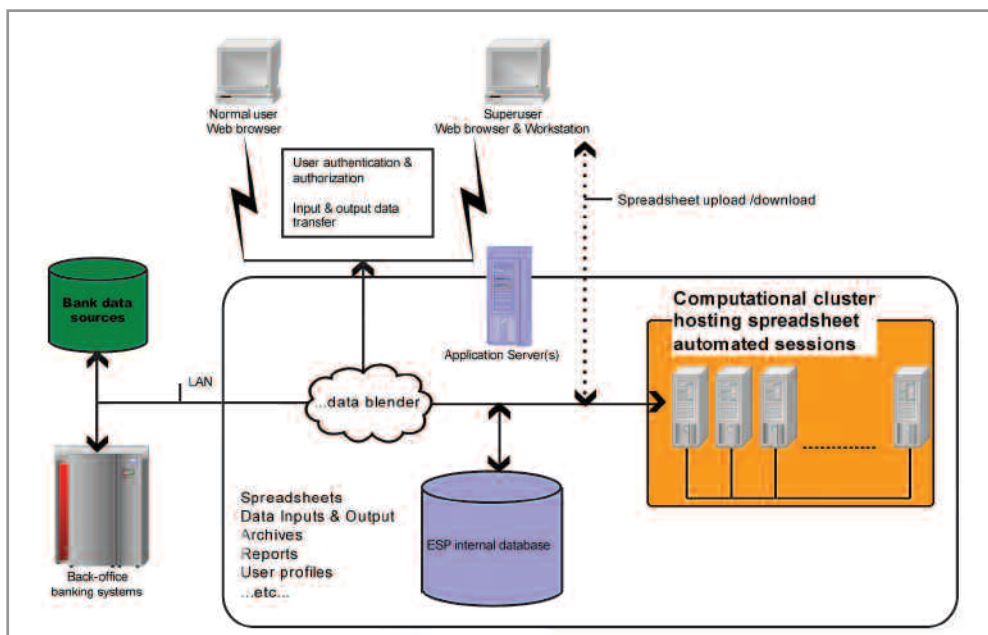 Normal user
Web browser
Superuser
Web browser & Workstation
User authentication &
authorization
Input & output data
transfer
Spreadsheet upload /download
Bank data
sources
Computational cluster
hosting spreadsheet
automated sessions
Application Server(s)
LAN
...data blender
Spreadsheets
Data Inputs & Output
Archives
Reports
User profiles
...etc...
ESP internal database
Back-office
banking systems